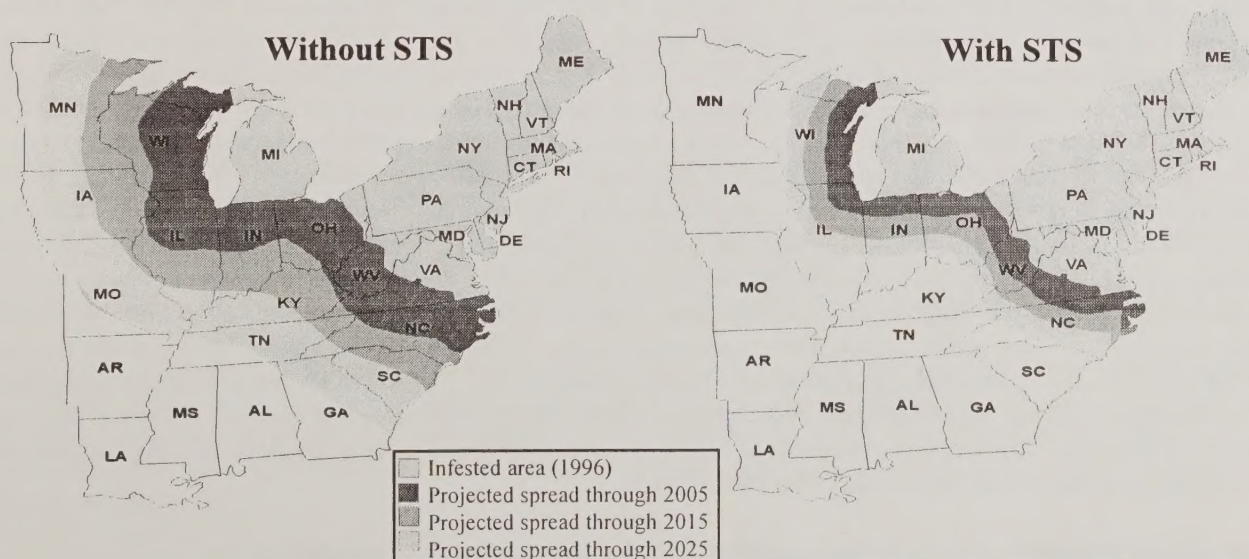 Without STS
ME
MN
NH
VT
WI
MI
NY
MA
CT
RI
IA
PA
NJ
IL
IN
OH
MD
DE
WV
VA
MO
KY
NC
TN
AR
SC
MS
AL
GA
LA
With STS
ME
MN
NH
VT
WI
MI
NY
MA
CT
RI
IA
PA
NJ
IL
IN
OH
MD
DE
WV
VA
MO
KY
NC
TN
AR
SC
MS
AL
GA
LA
Infested area (1996)
Projected spread through 2005
Projected spread through 2015
Projected spread through 2025